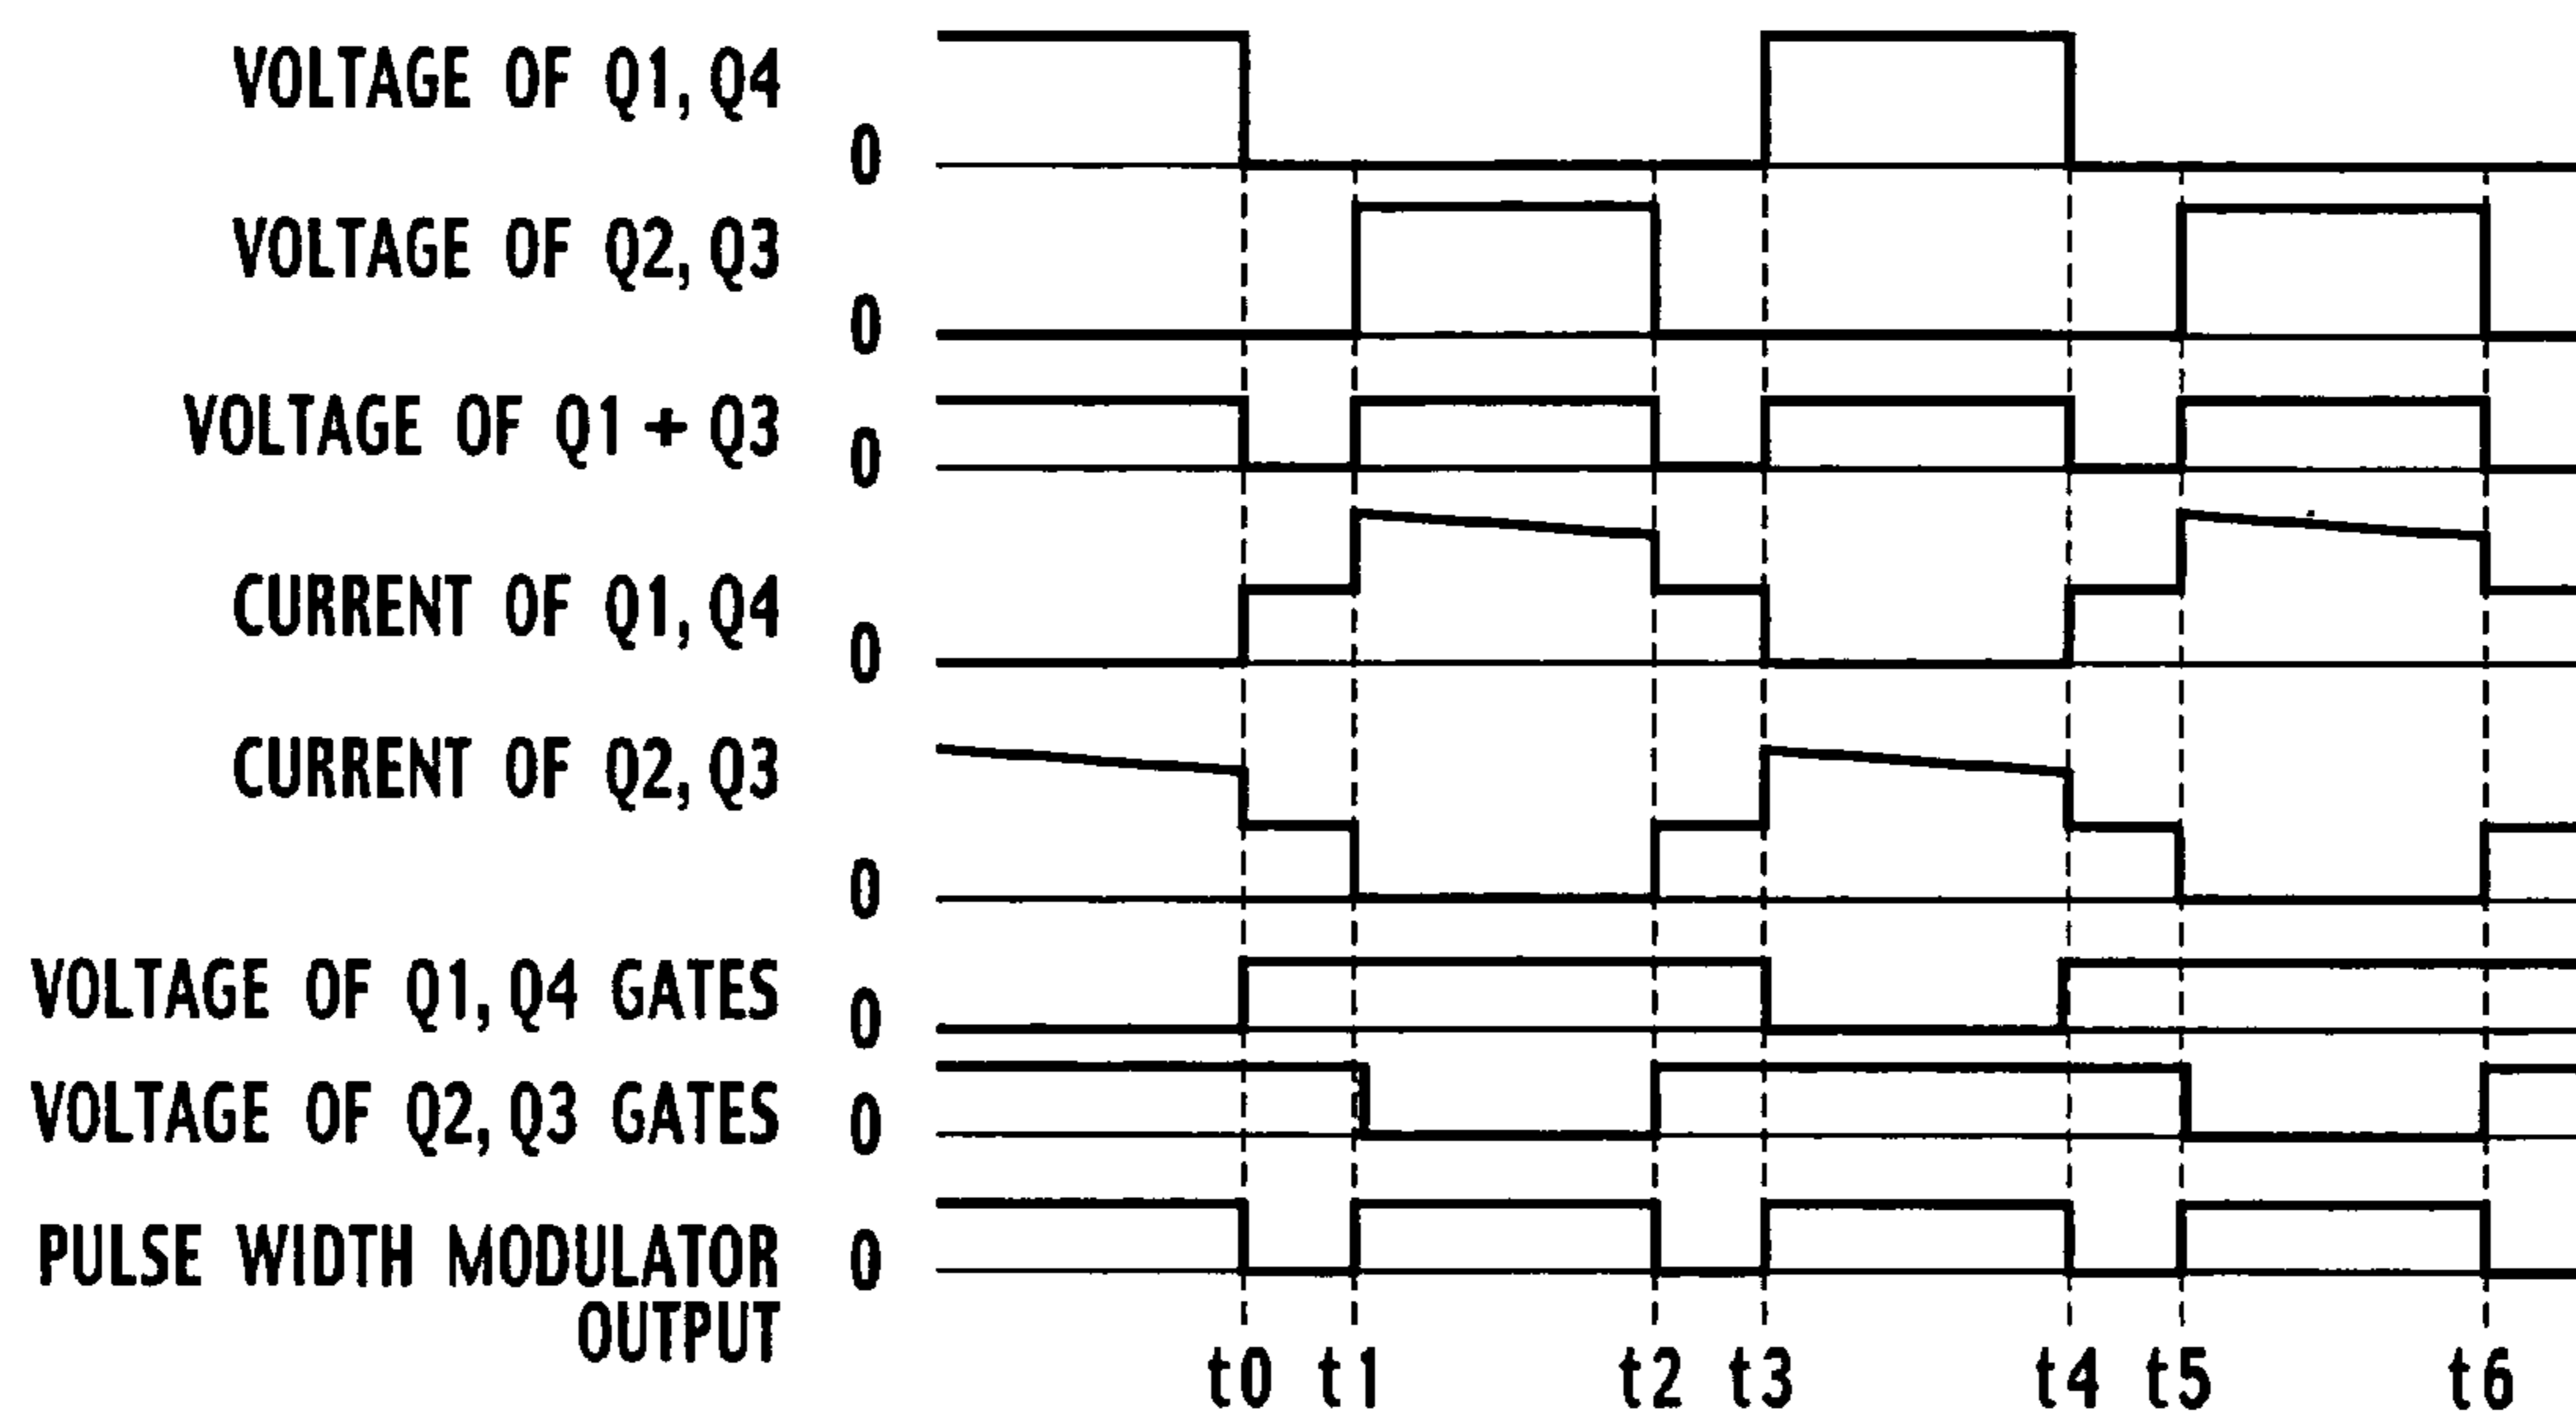 VOLTAGE OF Q1, Q4
0
VOLTAGE OF Q2, Q3
0
VOLTAGE OF Q1 + Q3
0
CURRENT OF Q1, Q4
0
CURRENT OF Q2, Q3
0
VOLTAGE OF Q1, Q4 GATES
0
VOLTAGE OF Q2, Q3 GATES
0
PULSE WIDTH MODULATOR
OUTPUT
0
t0 t1 t2 t3 t4 t5 t6